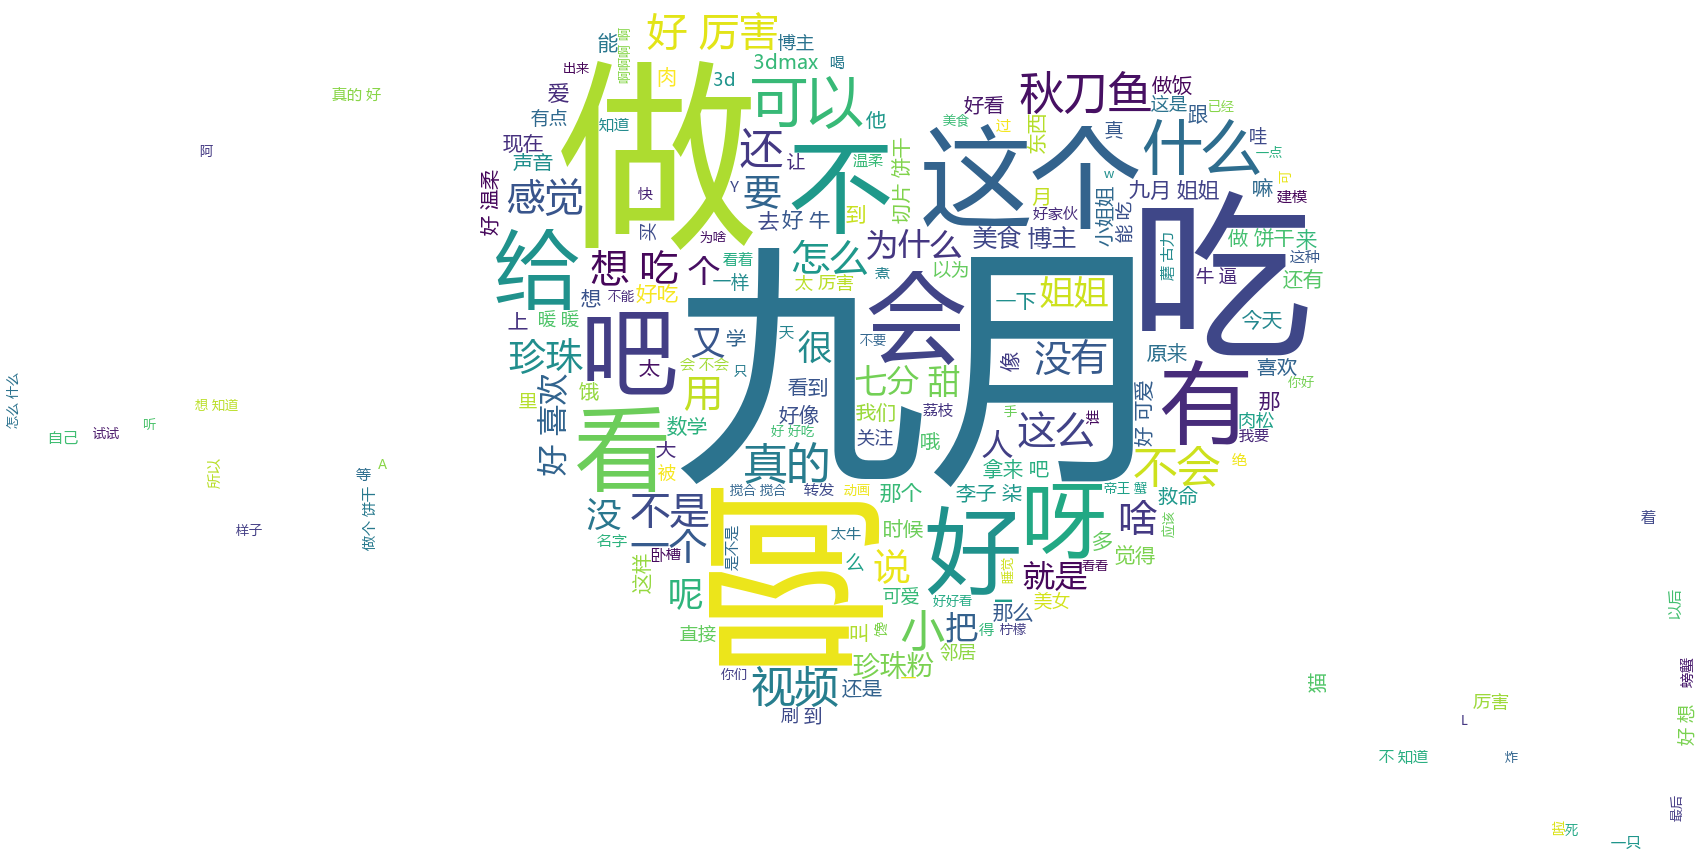 好 厉害
能
啊啊啊 啊
博主
3dmax
喝
出来
肉
3d
可以
秋刀鱼
做饭
爱
真的 好
做
有点
知道
他
好看
这是
已经
跟
美食
过
东西
真
什么
哇
阿
现在
声音
还
让
不
温柔
切片 饼干
这个
一点
w
可
好 温柔
感觉
快
Y
要
月
小姐姐
九月 姐姐
嘛
建模
吃
去
好 牛
到
好家伙
能 吃
买
为啥
给
想 吃
个
看着
怎么
为什么
美食 博主
做 饼干
来
蘑 古力
这种
一样
太 厉害
煮
以为
牛 逼
还有
想
不能
好吃
九月
会
一下
姐姐
上
暖 暖
吧
又
学
天
很
不要
今天
珍珠
没有
原来
太
会 不会
只
像
喜欢
怎么 什么
好 喜欢
饿
用
看到
七分 甜
有
你好
里
看
好像
我们
荔枝
手
这么
谁
好 可爱
那
肉松
想 知道
听
数学
好 好吃
关注
哦
人
我要
自己
试试
大
真的
不会
绝
所以
等
A
被
拿来 吧
做个 饼干
搅合 搅合
转发
动画
那个
李子 柒
呀
帝王 蟹
救命
没
不是
啊
好
啥
应该
着
样子
名字
一个
是不是
太牛
时候
多
觉得
卧槽
么
说
睡觉
就是
看看
这样
呢
可爱
好好看
那么
美女
以后
直接
叫
小
把
得
柠檬
邻居
你们
珍珠粉
视频
还是
猫
螃蟹
刷 到
厉害
L
好 想
不 知道
炸
最后
死
一只